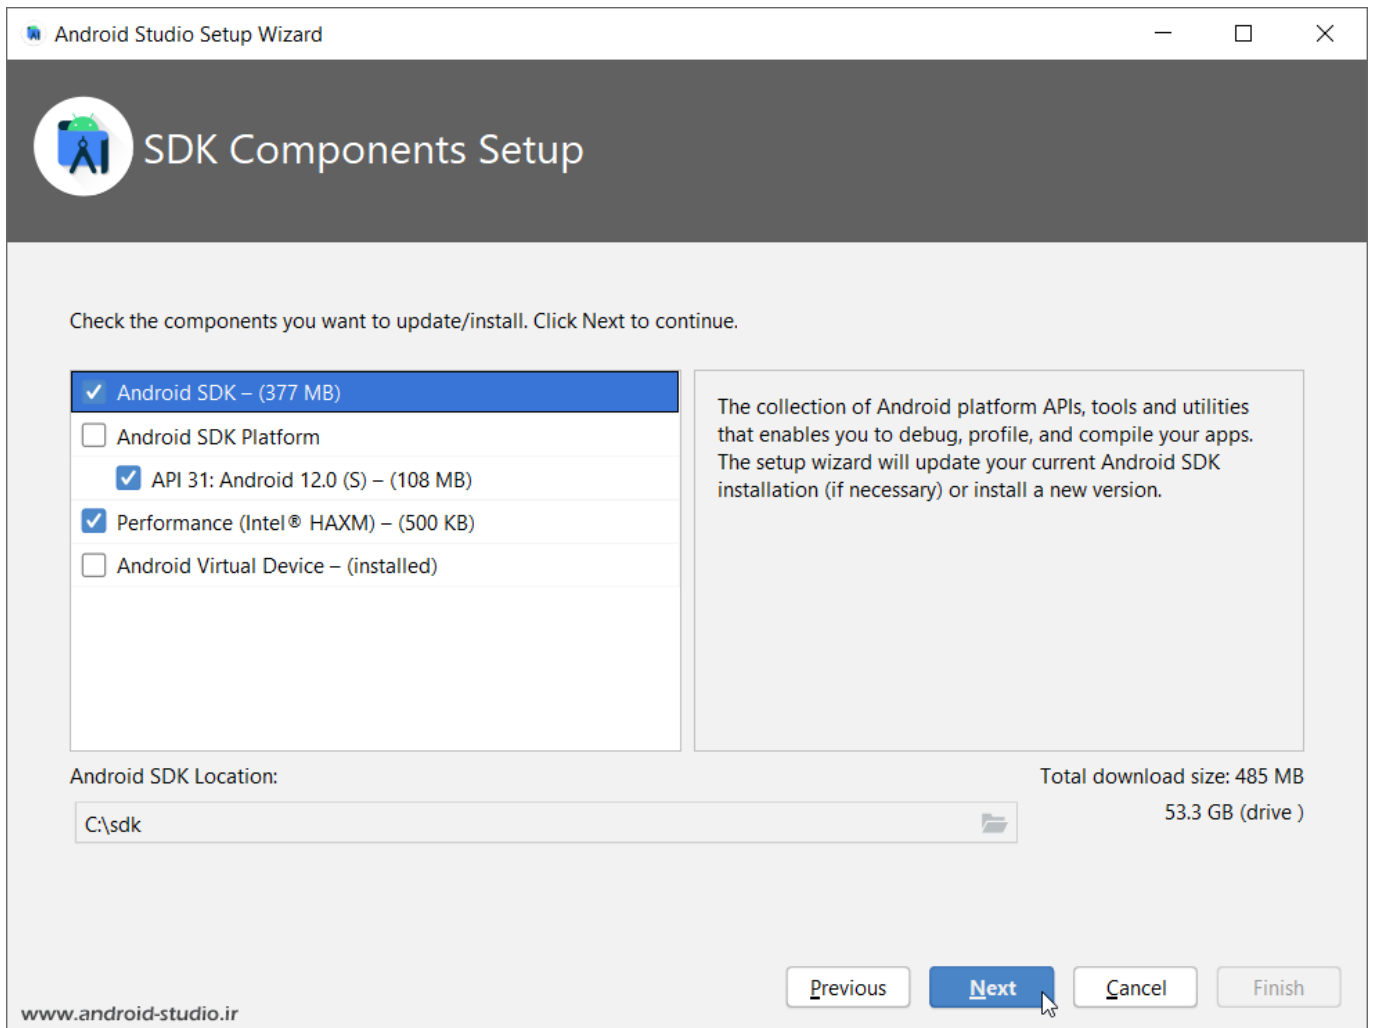 Android Studio Setup Wizard
SDK Components Setup
Check the components you want to update/install. Click Next to continue.
Android SDK – (377 MB)
Android SDK Platform
API 31: Android 12.0 (S) – (108 MB)
Performance (Intel® HAXM) – (500 KB)
Android Virtual Device – (installed)
The collection of Android platform APIs, tools and utilities
that enables you to debug, profile, and compile your apps.
The setup wizard will update your current Android SDK
installation (if necessary) or install a new version.
Android SDK Location:
Total download size: 485 MB
C:\sdk
53.3 GB (drive )
Previous
Next
Cancel
Finish
www.android-studio.ir